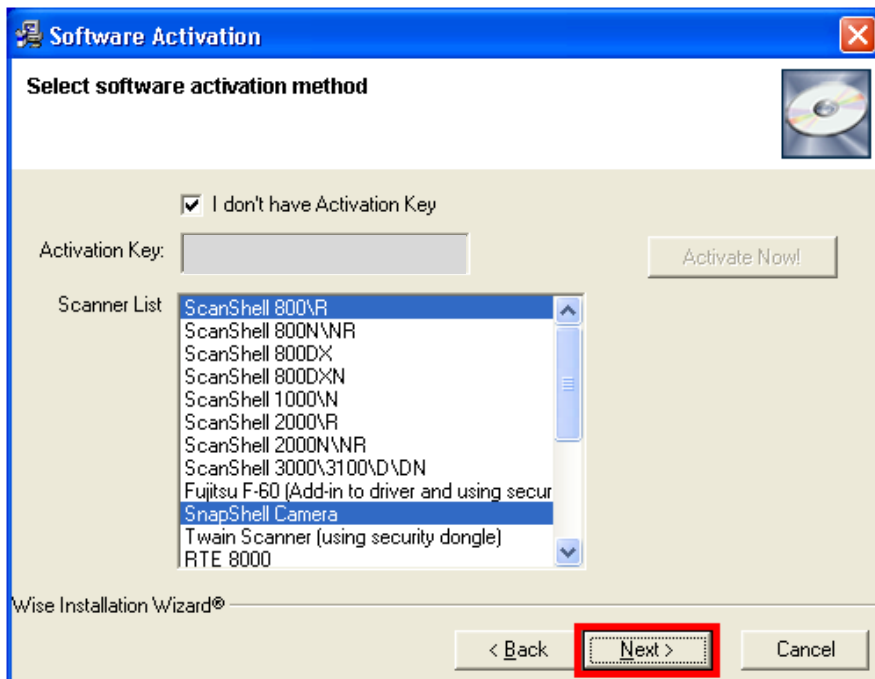 Software Activation
Select software activation method
I don't have Activation Key
Activation Key:
Activate Now!
Scanner List
ScanShell 800\R
ScanShell 800N\NR
ScanShell 800DX
ScanShell 800DXN
ScanShell 1000\N
ScanShell 2000\R
ScanShell 2000N\NR
ScanShell 3000\3100\D\DN
Fujitsu F-60 (Add-in to driver and using secur
SnapShell Camera
Twain Scanner (using security dongle)
RTE 8000
Wise Installation Wizard®
< Back
Next >
Cancel